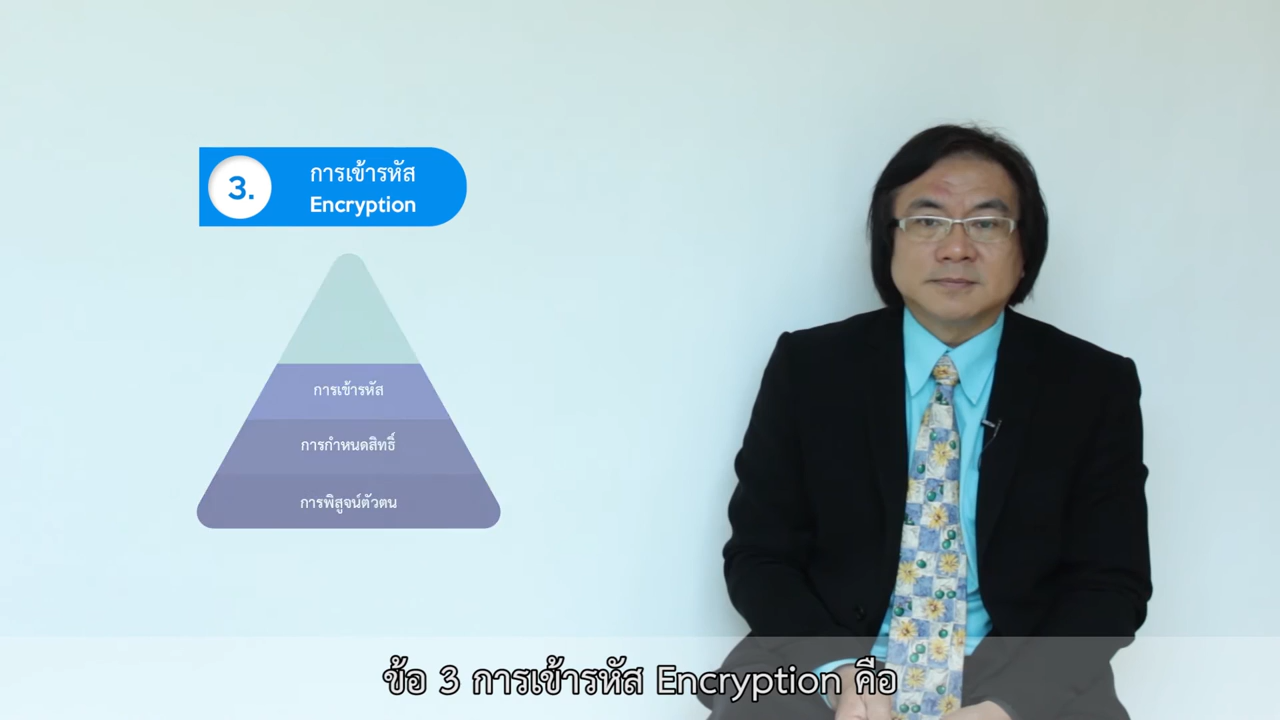 3.
การเข้ารหัส
Encryption
การเข้ารหัส
การกำหนดสิทธิ์
การพิสูจน์ตัวตน
ข้อ 3 การเข้ารหัส Encryption คือ